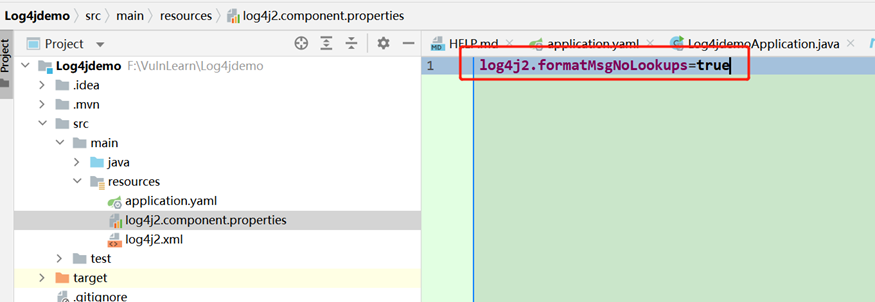 Log4jdemo > src > main > resources > log4j2.component.properties
Project
HELP.md × application.yaml × Log4jdemoApplication.java ×
Project
Log4jdemo F:\VulnLearn\Log4jdemo
.idea
.mvn
src
main
java
resources
application.yaml
log4j2.component.properties
log4j2.xml
test
target
.gitignore
1 log4j2.formatMsgNoLookups=true